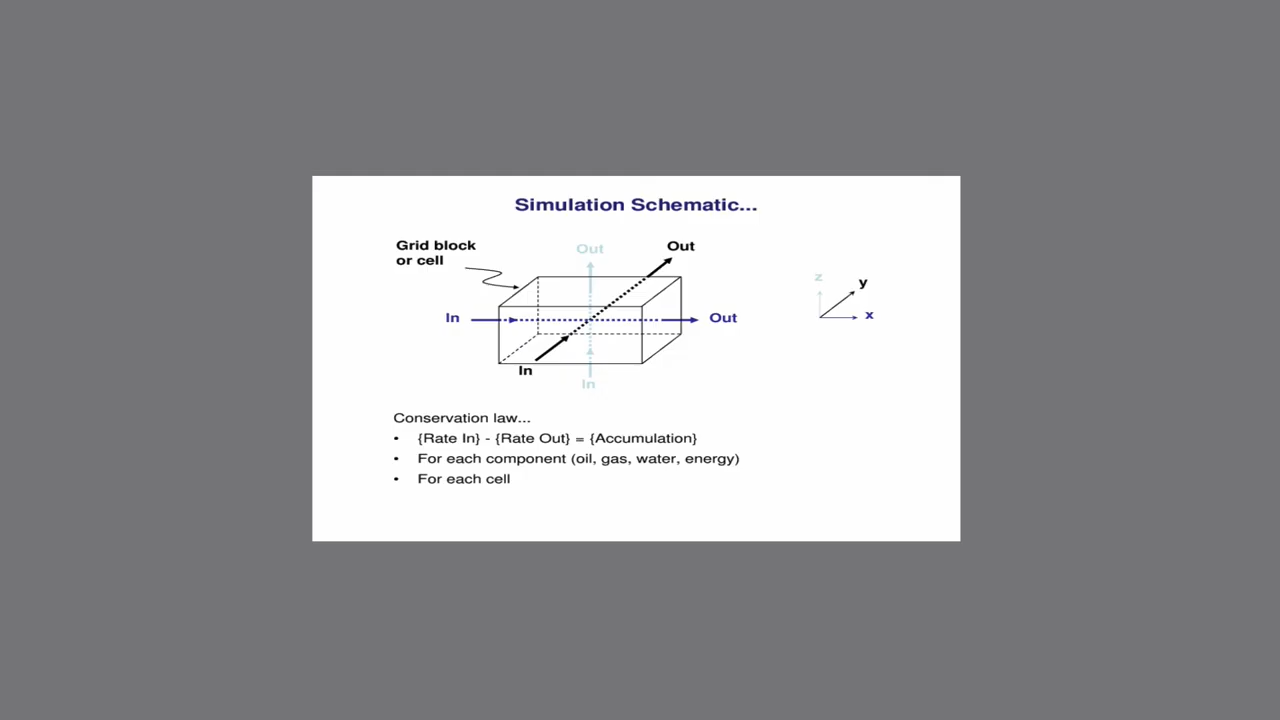 Simulation Schematic...
Grid block
or cell
Out
Out
In
Out
In
In
z
y
x
Conservation law...
• {Rate In} - {Rate Out} = {Accumulation}
• For each component (oil, gas, water, energy)
• For each cell